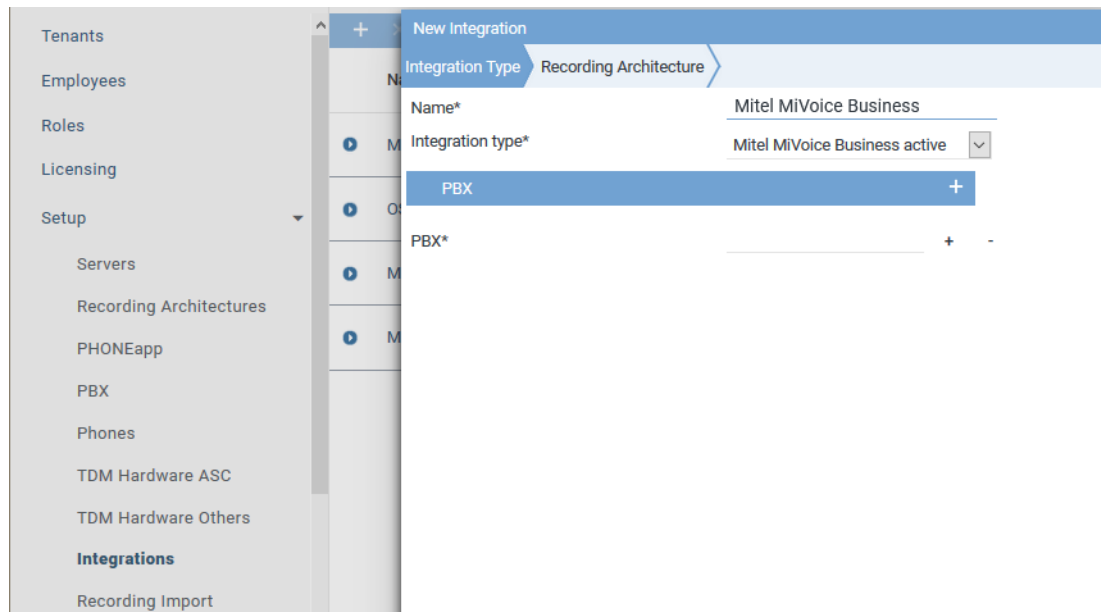 Tenants
Employees
Roles
Licensing
Setup
Servers
Recording Architectures
PHONEapp
PBX
Phones
TDM Hardware ASC
TDM Hardware Others
Integrations
Recording Import
+
New Integration
Integration Type Recording Architecture
Name* Mitel MiVoice Business
Integration type* Mitel MiVoice Business active
PBX +
PBX* + -